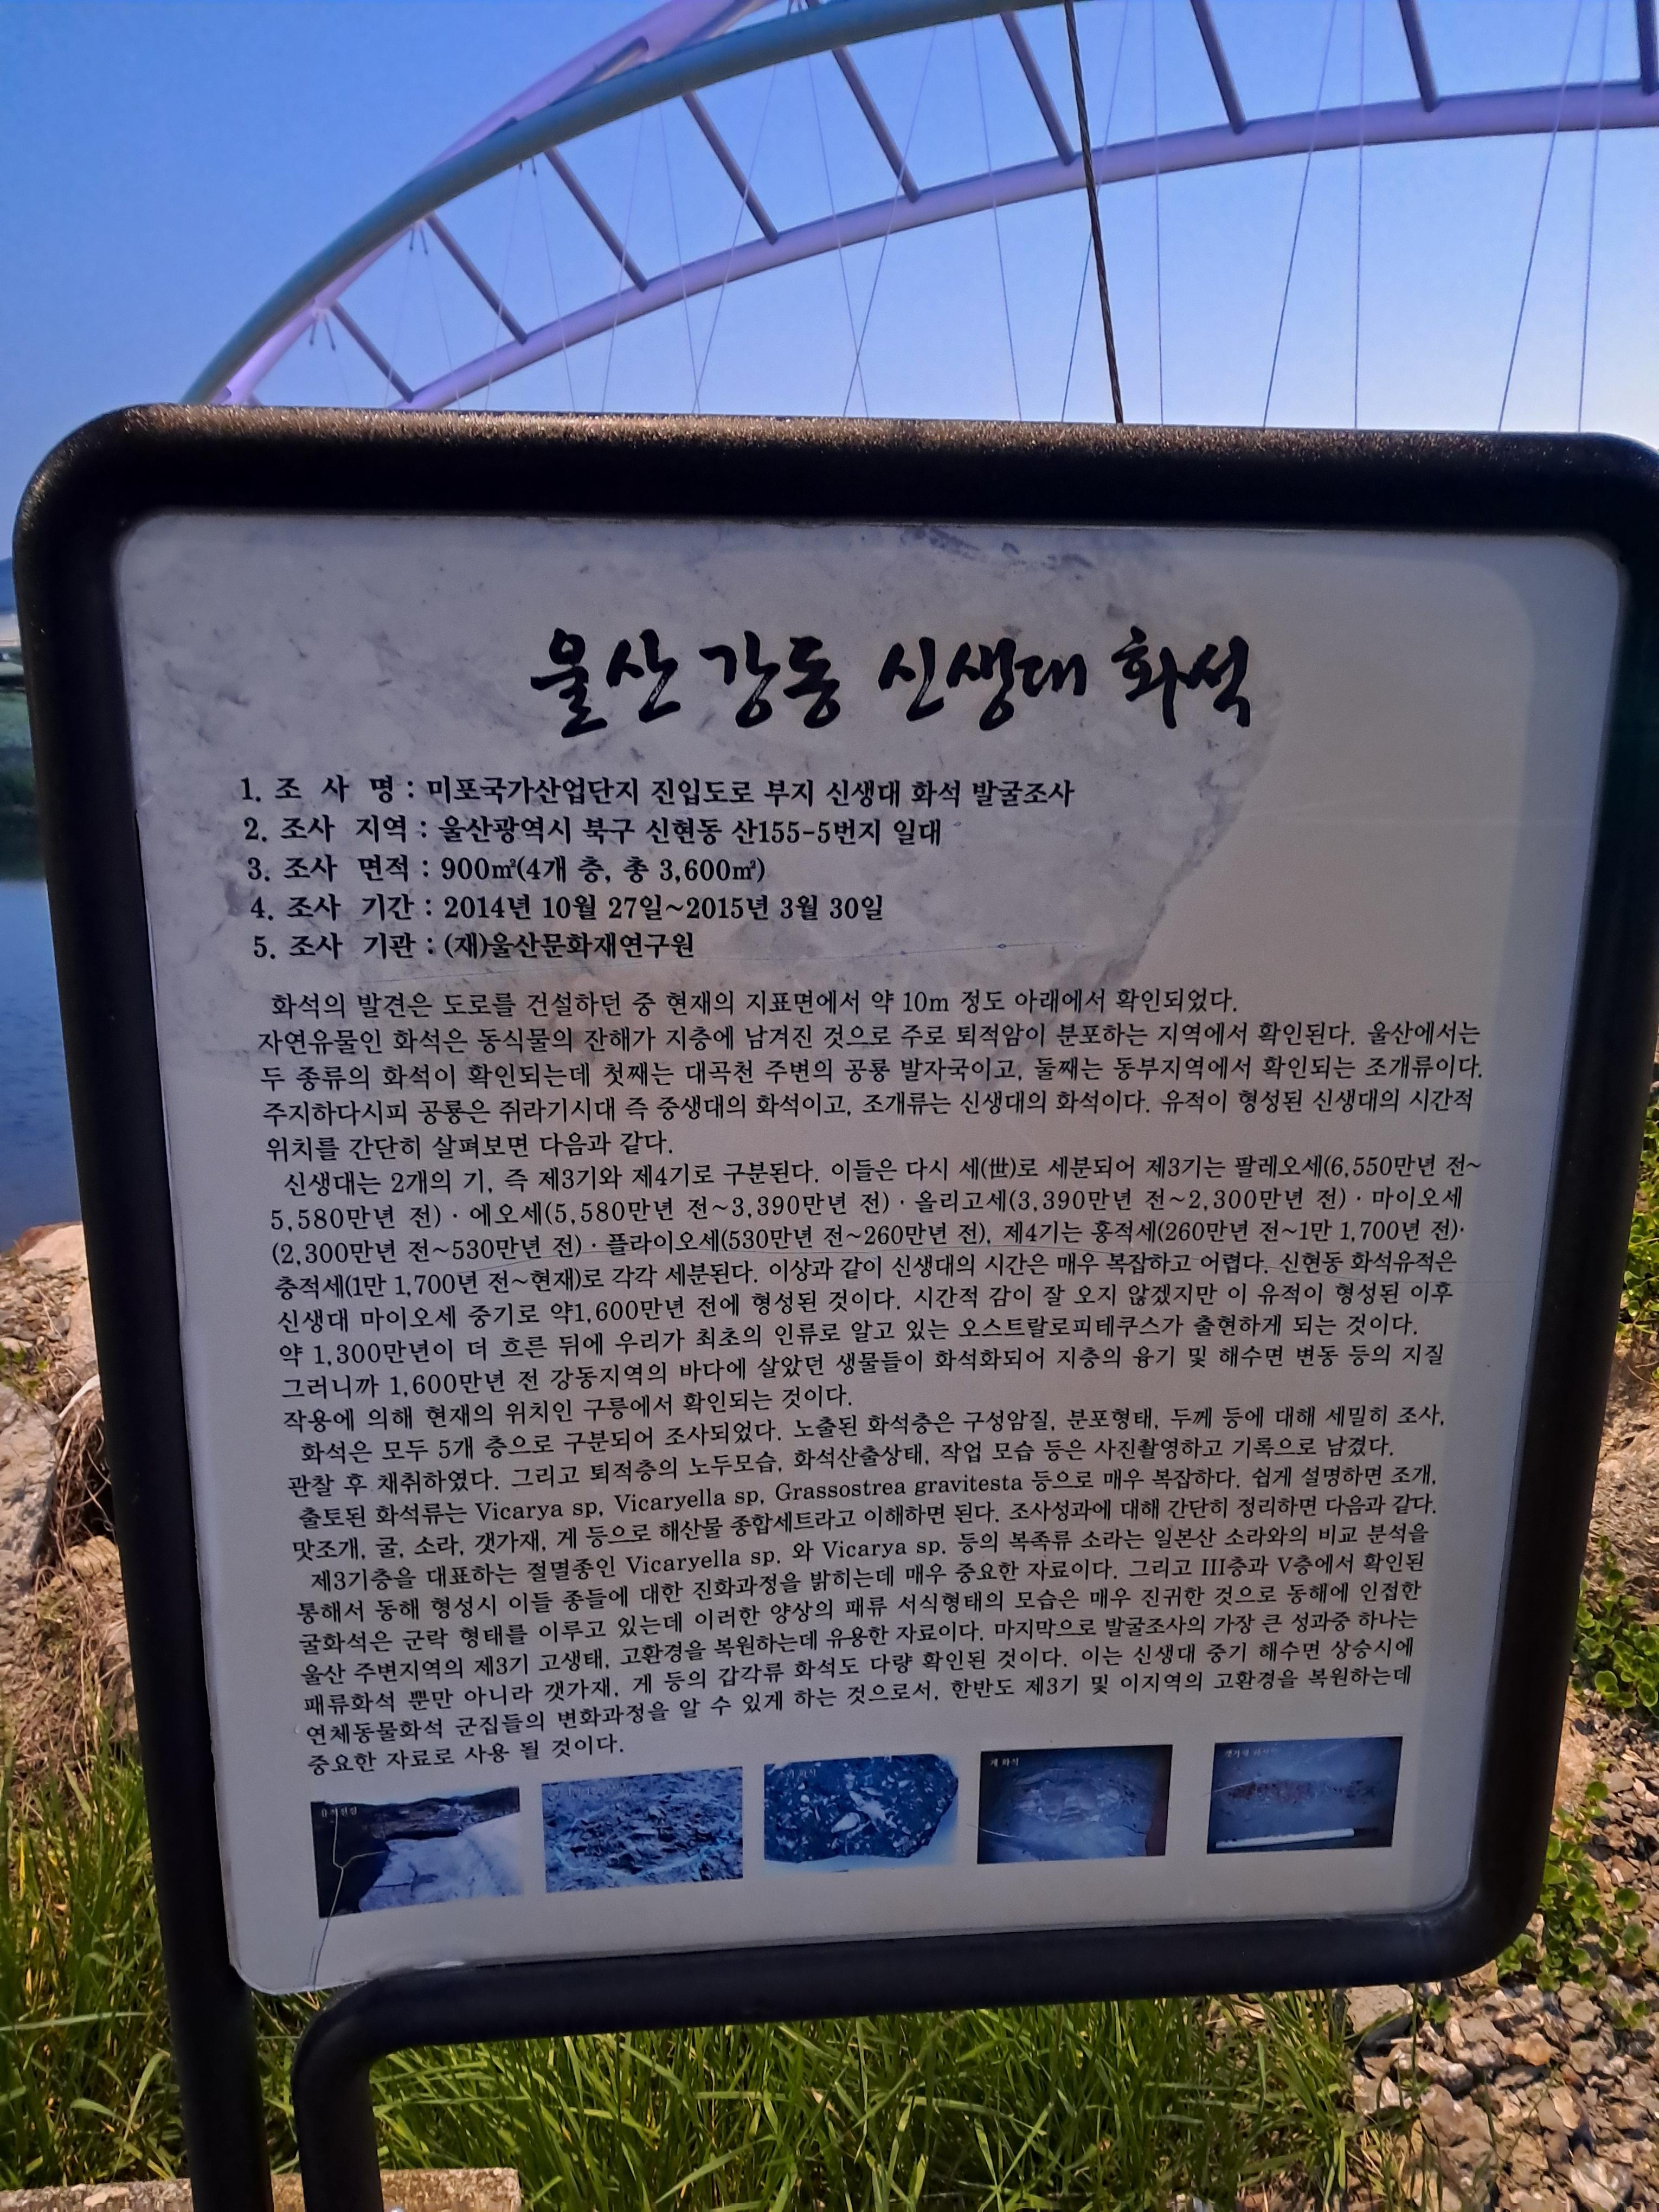 울산 강동 신생대 화석
1. 조 사 명 : 미포국가산업단지 진입도로 부지 신생대 화석 발굴조사
2. 조사 지역 : 울산광역시 북구 신현동 산155-5번지 일대
3. 조사 면적 : 900㎡(4개 층, 총 3,600㎡)
4. 조사 기간 : 2014년 10월 27일~2015년 3월 30일
5. 조사 기관 : (재)울산문화재연구원
화석의 발견은 도로를 건설하던 중 현재의 지표면에서 약 10m 정도 아래에서 확인되었다.
자연유물인 화석은 동식물의 잔해가 지층에 남겨진 것으로 주로 퇴적암이 분포하는 지역에서 확인된다. 울산에서는
두 종류의 화석이 확인되는데 첫째는 대곡천 주변의 공룡 발자국이고, 둘째는 동부지역에서 확인되는 조개류이다.
주지하다시피 공룡은 쥐라기시대 즉 중생대의 화석이고, 조개류는 신생대의 화석이다. 유적이 형성된 신생대의 시간적
위치를 간단히 살펴보면 다음과 같다.
신생대는 2개의 기, 즉 제3기와 제4기로 구분된다. 이들은 다시 세(世)로 세분되어 제3기는 팔레오세(6,550만년 전~
5,580만년 전) · 에오세(5,580만년 전~3,390만년 전) · 올리고세(3,390만년 전~2,300만년 전) · 마이오세
(2,300만년 전~530만년 전) · 플라이오세(530만년 전~260만년 전), 제4기는 홍적세(260만년 전~1만 1,700년 전)·
충적세(1만 1,700년 전~현재)로 각각 세분된다. 이상과 같이 신생대의 시간은 매우 복잡하고 어렵다. 신현동 화석유적은
신생대 마이오세 중기로 약1,600만년 전에 형성된 것이다. 시간적 감이 잘 오지 않겠지만 이 유적이 형성된 이후
약 1,300만년이 더 흐른 뒤에 우리가 최초의 인류로 알고 있는 오스트랄로피테쿠스가 출현하게 되는 것이다.
그러니까 1,600만년 전 강동지역의 바다에 살았던 생물들이 화석화되어 지층의 융기 및 해수면 변동 등의 지질
작용에 의해 현재의 위치인 구릉에서 확인되는 것이다.
화석은 모두 5개 층으로 구분되어 조사되었다. 노출된 화석층은 구성암질, 분포형태, 두께 등에 대해 세밀히 조사,
관찰 후 채취하였다. 그리고 퇴적층의 노두모습, 화석산출상태, 작업 모습 등은 사진촬영하고 기록으로 남겼다.
출토된 화석류는 Vicarya sp, Vicaryella sp, Grassostrea gravitesta 등으로 매우 복잡하다. 쉽게 설명하면 조개,
맛조개, 굴, 소라, 갯가재, 게 등으로 해산물 종합세트라고 이해하면 된다. 조사성과에 대해 간단히 정리하면 다음과 같다.
제3기층을 대표하는 절멸종인 Vicaryella sp. 와 Vicarya sp. 등의 복족류 소라는 일본산 소라와의 비교 분석을
통해서 동해 형성시 이들 종들에 대한 진화과정을 밝히는데 매우 중요한 자료이다. 그리고 III층과 V층에서 확인된
굴화석은 군락 형태를 이루고 있는데 이러한 양상의 패류 서식형태의 모습은 매우 진귀한 것으로 동해에 인접한
울산 주변지역의 제3기 고생태, 고환경을 복원하는데 유용한 자료이다. 마지막으로 발굴조사의 가장 큰 성과중 하나는
패류화석 뿐만 아니라 갯가재, 게 등의 갑각류 화석도 다량 확인된 것이다. 이는 신생대 중기 해수면 상승시에
연체동물화석 군집들의 변화과정을 알 수 있게 하는 것으로서, 한반도 제3기 및 이지역의 고환경을 복원하는데
중요한 자료로 사용 될 것이다.
유적전경
화석
게 화석